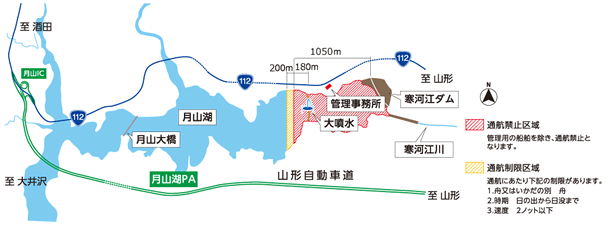 至 酒田
月山IC
112
112
112
1050m
200m
180m
至 山形
管理事務所
寒河江ダム
月山湖
大噴水
月山大橋
寒河江川
N
月山湖PA
山形自動車道
至 大井沢
至 山形
通航禁止区域
管理用の船舶を除き、通航禁止と
なります。
通航制限区域
通航にあたり下記の制限があります。
1.舟又はいかだの別 舟
2.時期 日の出から日没まで
3.速度 2ノット以下